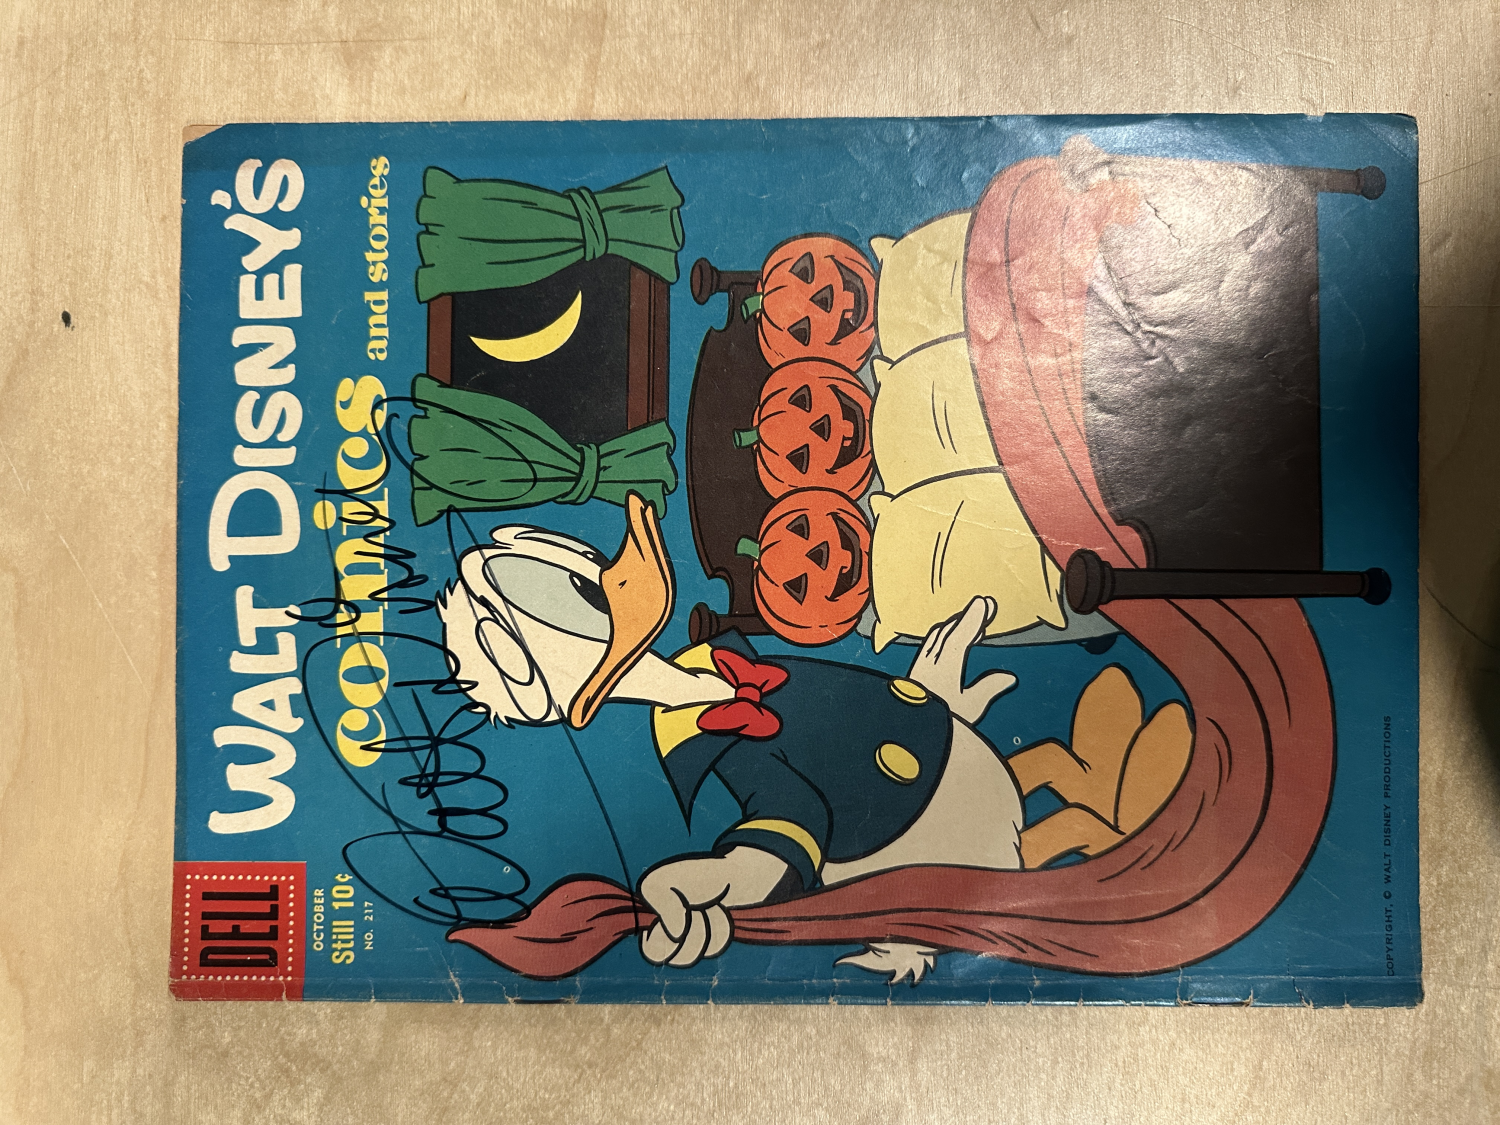 WALT DISNEY'S
comics and stories
DELL
OCTOBER
Still 10¢
NO. 217
COPYRIGHT, © WALT DISNEY PRODUCTIONS